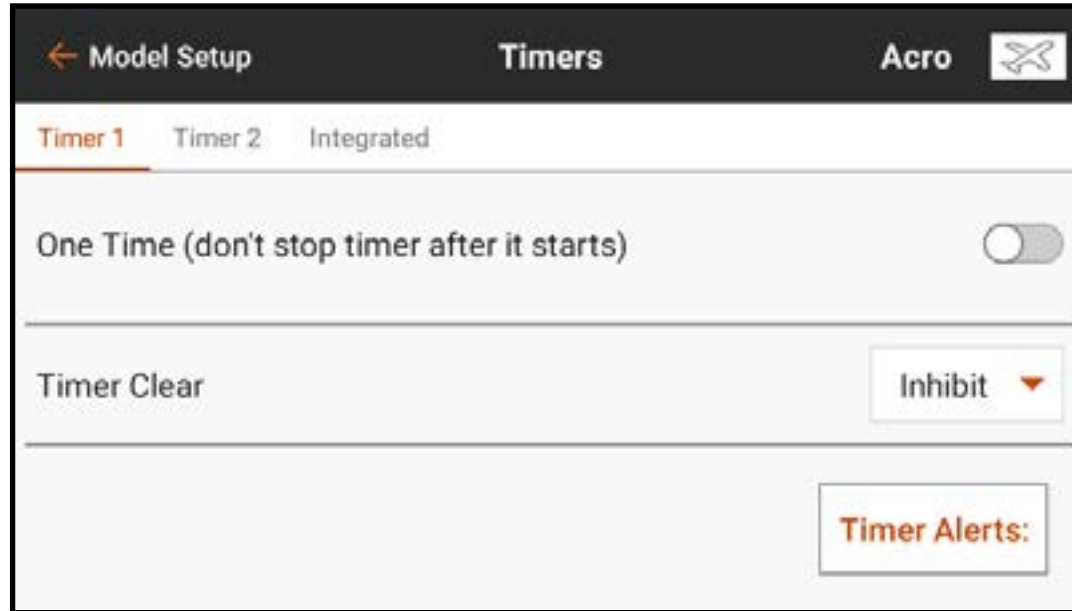 Model Setup Timers Acro
Timer 1 Timer 2 Integrated
One Time (don't stop timer after it starts)
Timer Clear Inhibit
Timer Alerts: